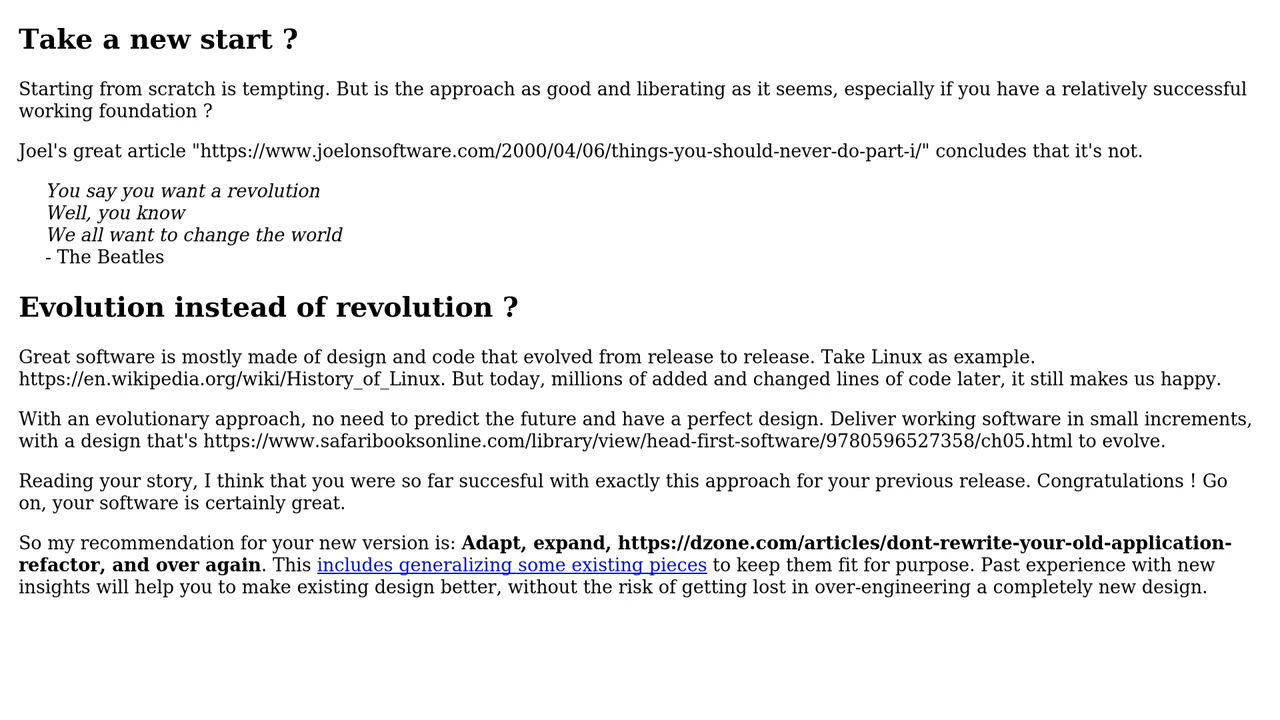 Take a new start ?
Starting from scratch is tempting. But is the approach as good and liberating as it seems, especially if you have a relatively successful
working foundation ?
Joel's great article "https://www.joelonsoftware.com/2000/04/06/things-you-should-never-do-part-i/" concludes that it's not.
You say you want a revolution
Well, you know
We all want to change the world
- The Beatles
Evolution instead of revolution ?
Great software is mostly made of design and code that evolved from release to release. Take Linux as example.
https://en.wikipedia.org/wiki/History_of_Linux. But today, millions of added and changed lines of code later, it still makes us happy.
With an evolutionary approach, no need to predict the future and have a perfect design. Deliver working software in small increments,
with a design that's https://www.safaribooksonline.com/library/view/head-first-software/9780596527358/ch05.html to evolve.
Reading your story, I think that you were so far succesful with exactly this approach for your previous release. Congratulations ! Go
on, your software is certainly great.
So my recommendation for your new version is: Adapt, expand, https://dzone.com/articles/dont-rewrite-your-old-application-
refactor, and over again. This includes generalizing some existing pieces to keep them fit for purpose. Past experience with new
insights will help you to make existing design better, without the risk of getting lost in over-engineering a completely new design.